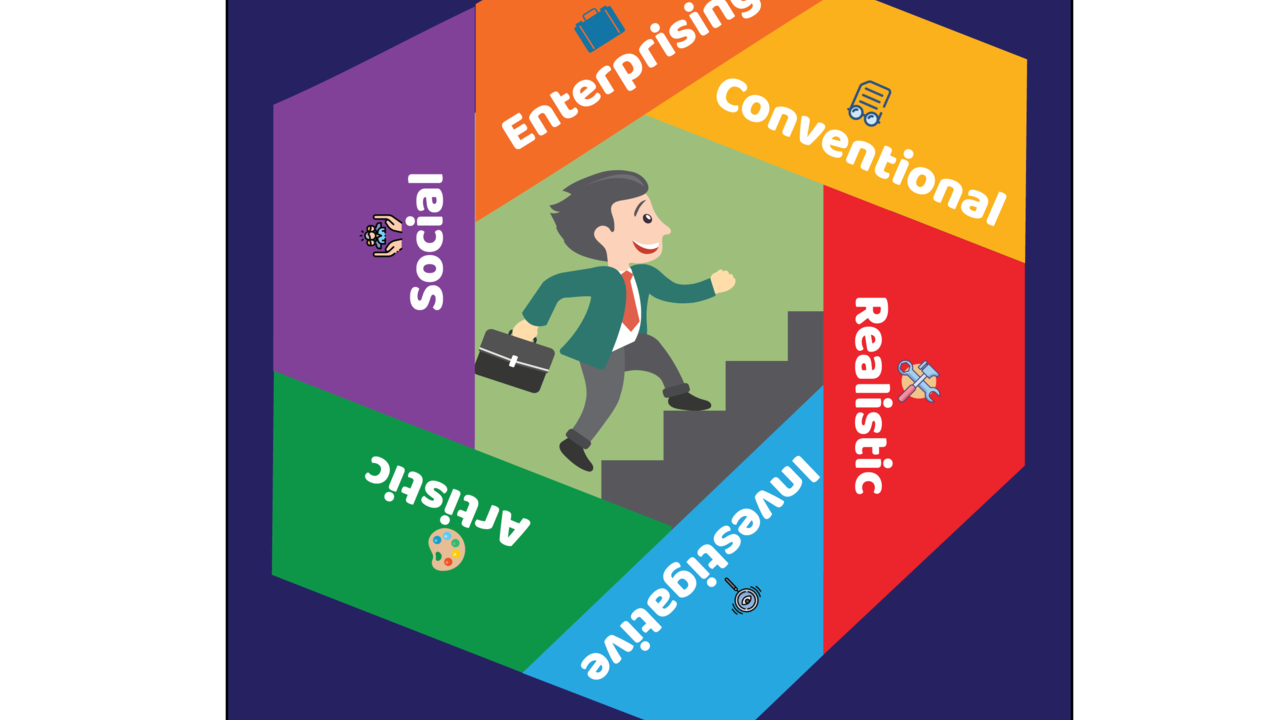 Enterprising
Conventional
Social
Realistic
Artistic
Investigative